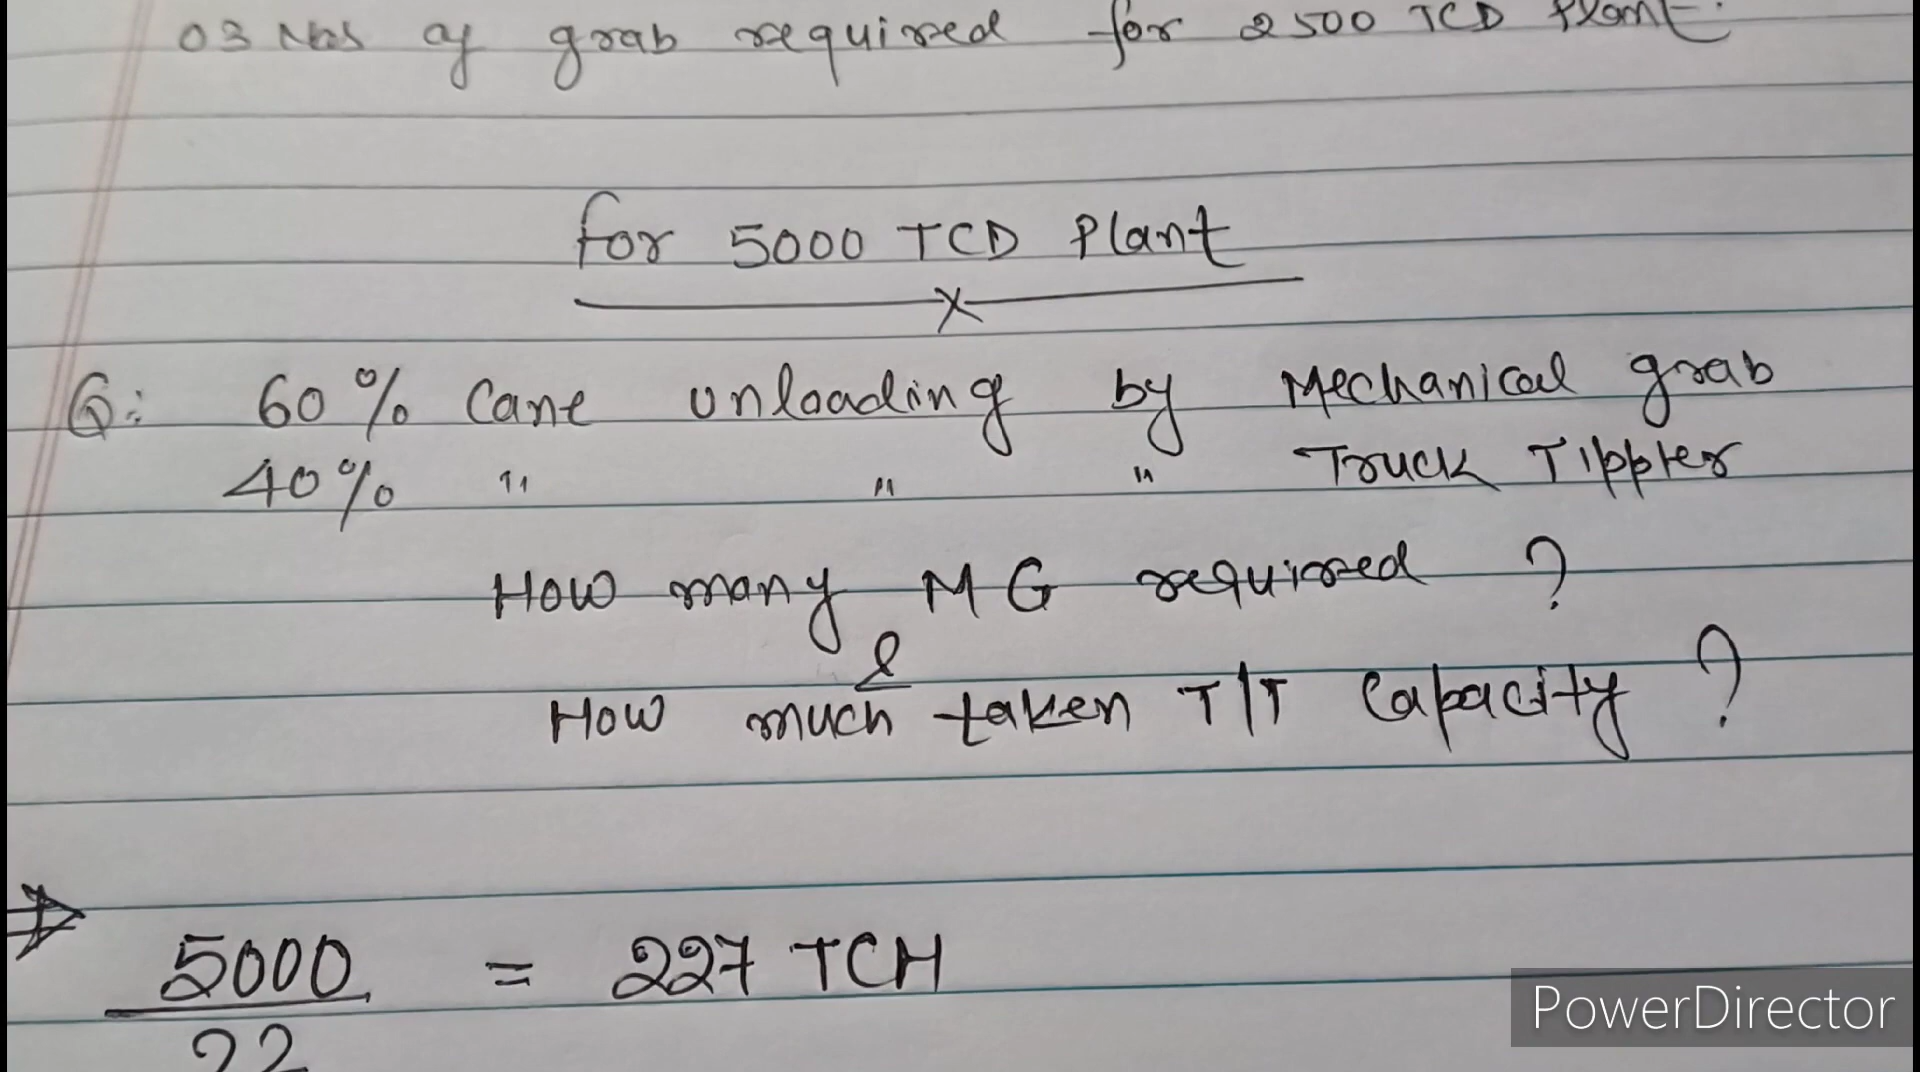 03 Nos of grab required for 2500 TCD Plant.
for 5000 TCD Plant
x
Q: 60% Cane unloading by Mechanical grab
40% " " " Truck Tippler
How many MG required ?
&
How much taken T/T Capacity ?
⇒ 5000 = 227 TCH
22
PowerDirector